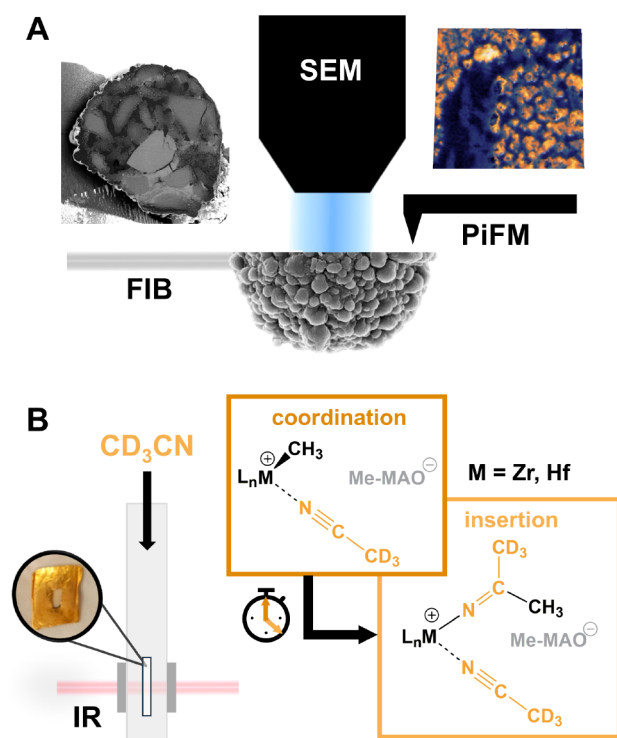 A
SEM
PiFM
FIB
B
CD₃CN
IR
coordination
⊕
CH₃
LₙM
Me-MAO⊖
N
CD₃
M = Zr, Hf
insertion
CD₃
⊕
N
C
CH₃
LₙM
Me-MAO⊖
N
C
CD₃